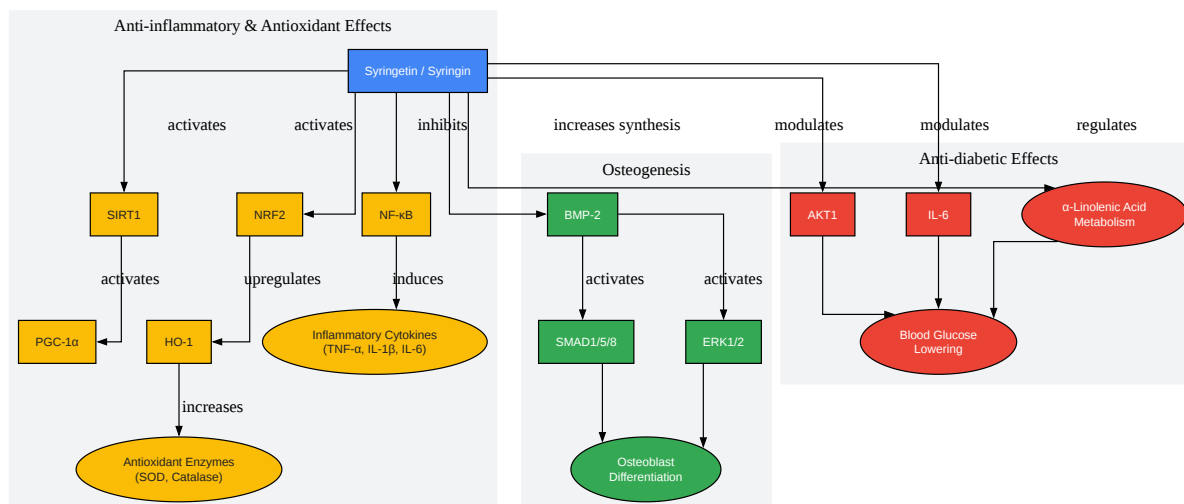 Anti-inflammatory & Antioxidant Effects
Syringetin / Syringin
activates
activates
inhibits
increases synthesis
modulates
modulates
regulates
Osteogenesis
Anti-diabetic Effects
SIRT1
NRF2
NF-κB
BMP-2
AKT1
IL-6
α-Linolenic Acid
Metabolism
activates
upregulates
induces
activates
activates
PGC-1α
HO-1
Inflammatory Cytokines
(TNF-α, IL-1β, IL-6)
SMAD1/5/8
ERK1/2
Blood Glucose
Lowering
increases
Antioxidant Enzymes
(SOD, Catalase)
Osteoblast
Differentiation